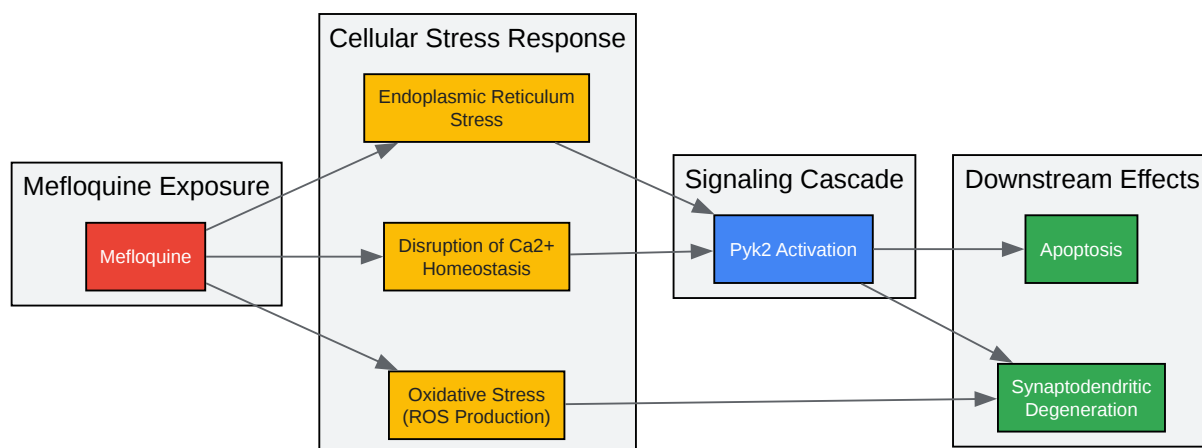 Cellular Stress Response
Endoplasmic Reticulum
Stress
Mefloquine Exposure
Mefloquine
Disruption of Ca2+
Homeostasis
Oxidative Stress
(ROS Production)
Signaling Cascade
Pyk2 Activation
Downstream Effects
Apoptosis
Synaptodendritic
Degeneration